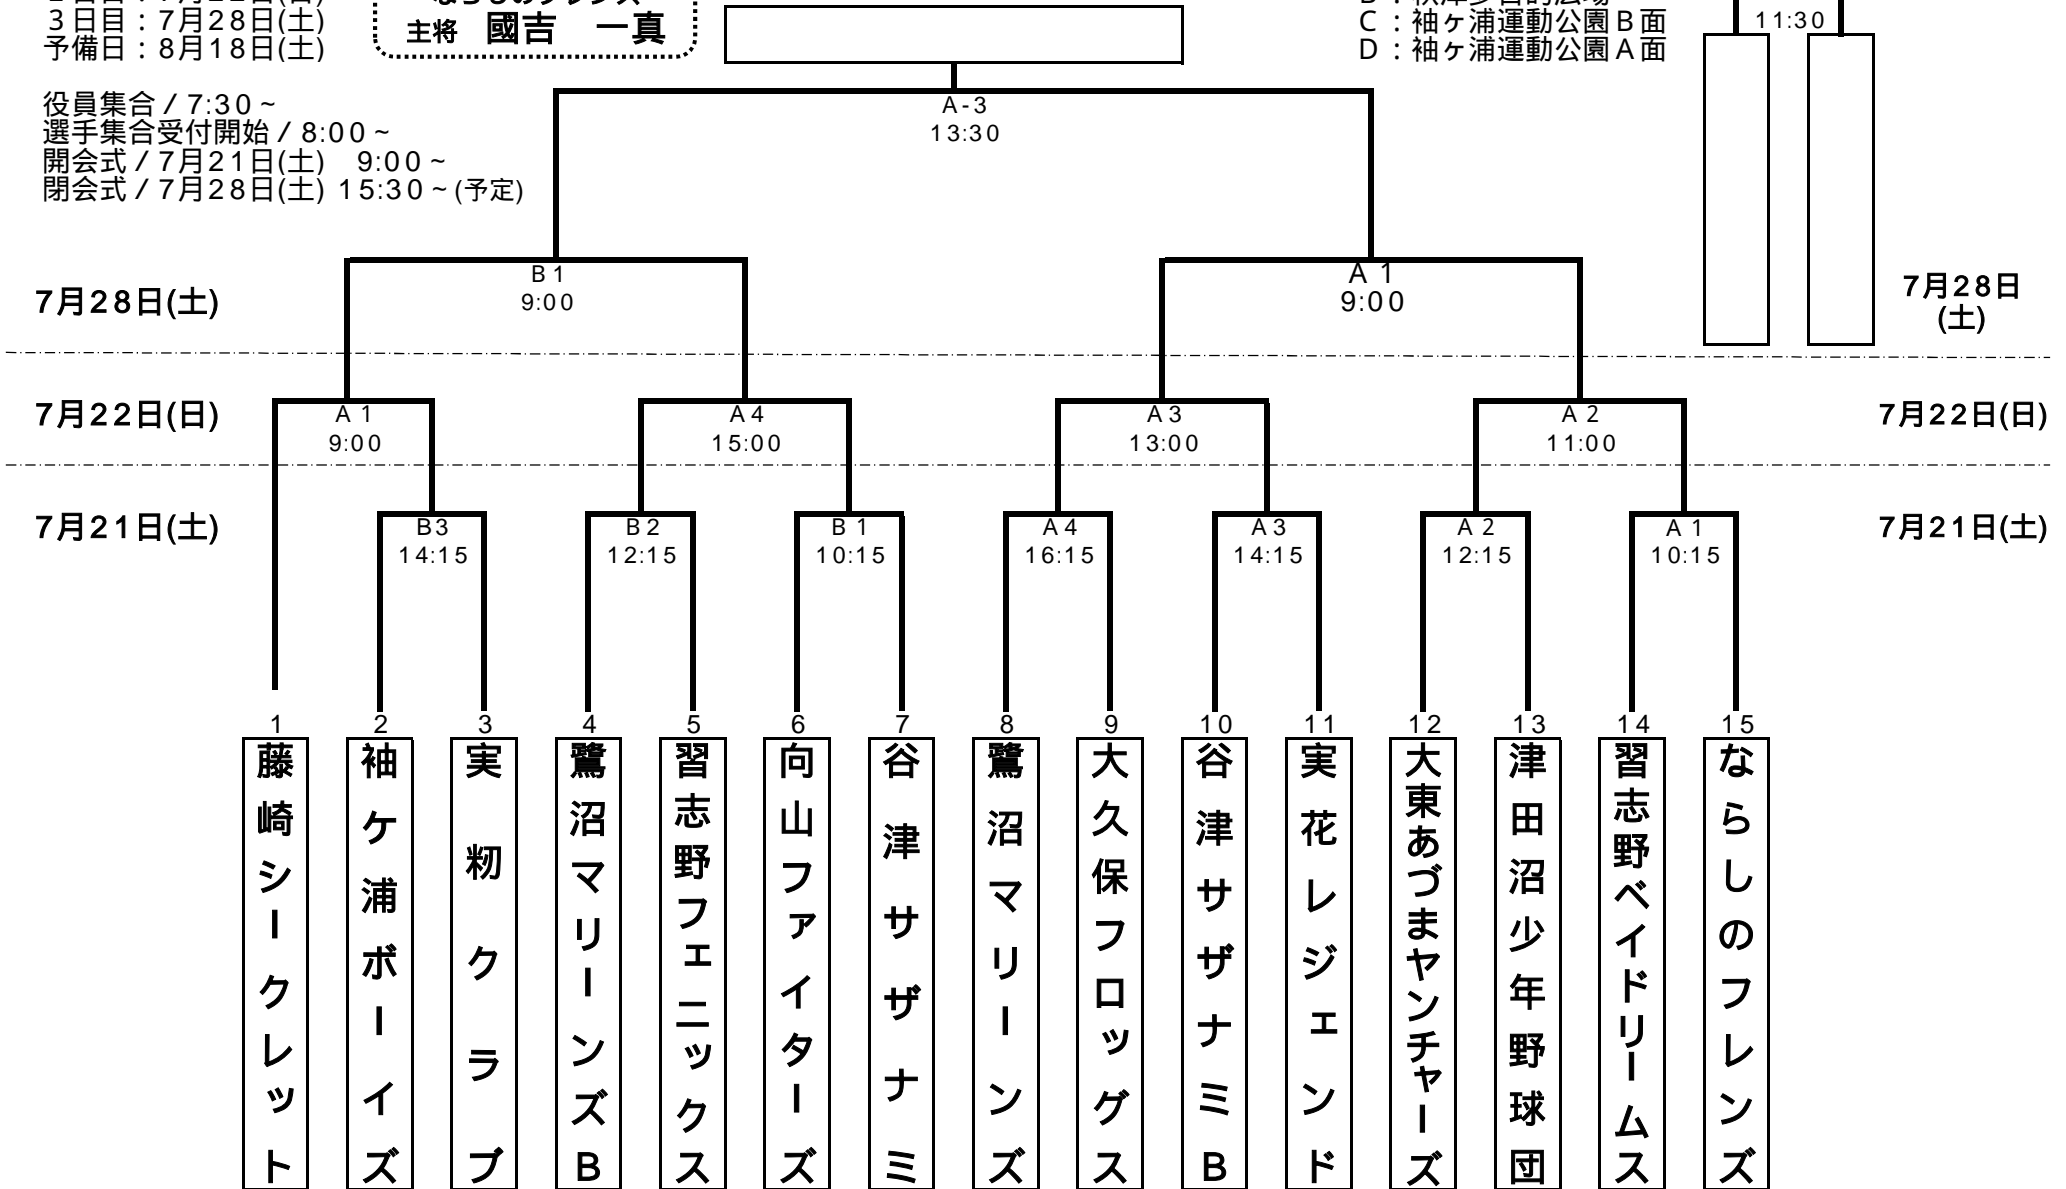 3日目：7月28日(土)
予備日：8月18日(土)
主将 國吉 一真
C：袖ヶ浦運動公園B面
D：袖ヶ浦運動公園A面
11:30
役員集合／7:30～
選手集合受付開始／8:00～
開会式／7月21日(土) 9:00～
閉会式／7月28日(土) 15:30～(予定)
A-3
13:30
7月28日(土)
B1
9:00
A1
9:00
7月28日
(土)
7月22日(日)
A1
9:00
A4
15:00
A3
13:00
A2
11:00
7月22日(日)
7月21日(土)
B3
14:15
B2
12:15
B1
10:15
A4
16:15
A3
14:15
A2
12:15
A1
10:15
7月21日(土)
1
藤崎シークレット
2
袖ケ浦ボーイズ
3
実籾クラブ
4
鷺沼マリーンズB
5
習志野フェニックス
6
向山ファイターズ
7
谷津サザナミ
8
鷺沼マリーンズ
9
大久保フロッグス
10
谷津サザナミB
11
実花レジェンド
12
大東あづまヤンチャーズ
13
津田沼少年野球団
14
習志野ベイドリームス
15
ならしのフレンズ